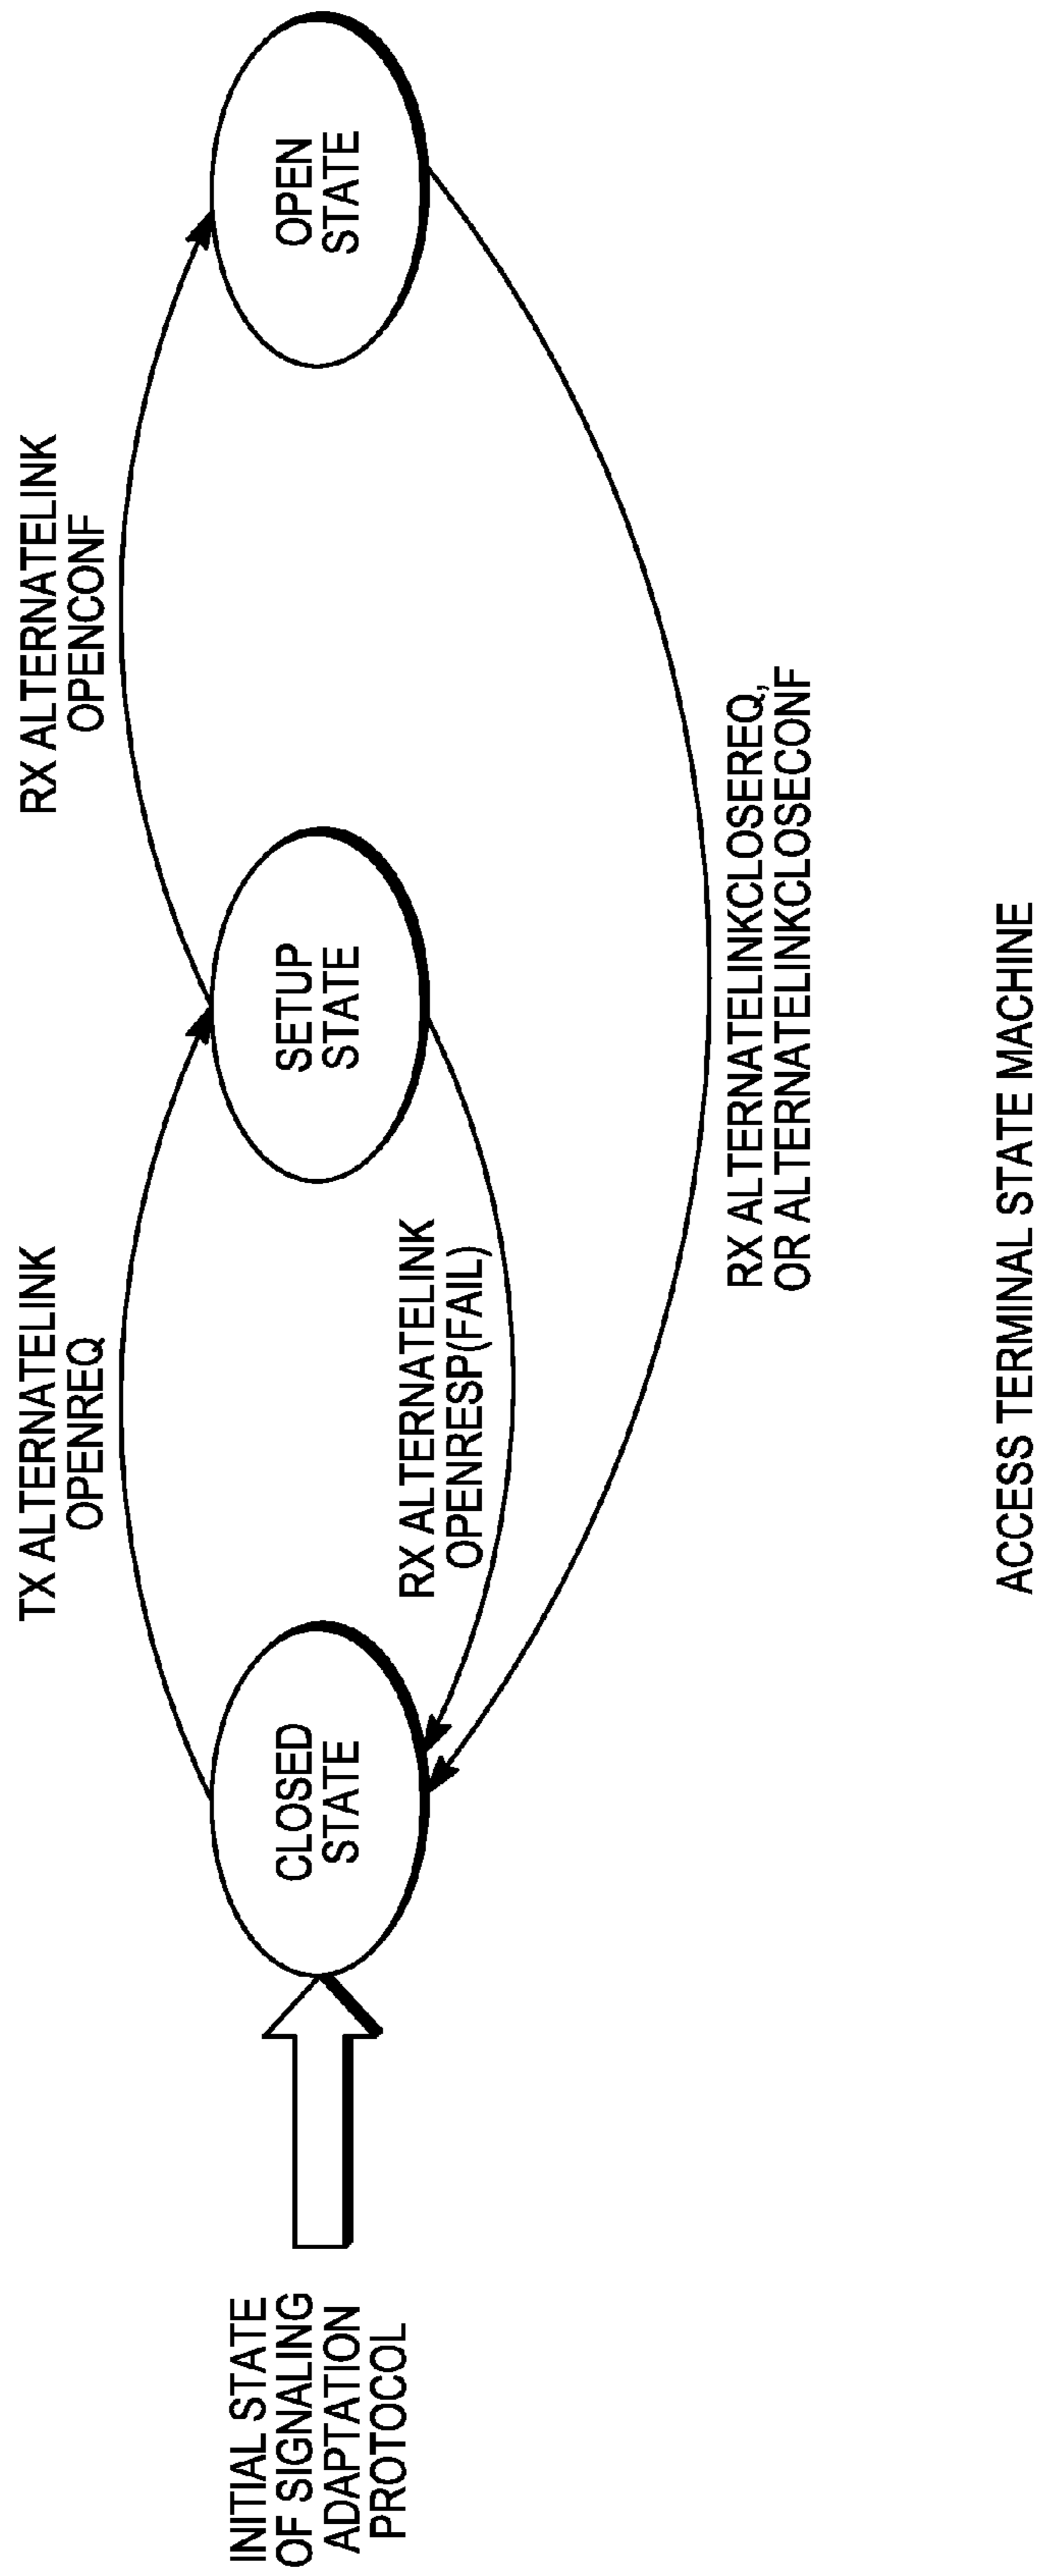 INITIAL STATE
OF SIGNALING
ADAPTATION
PROTOCOL
CLOSED
STATE
TX ALTERNATELINK
OPENREQ
RX ALTERNATELINK
OPENRESP(FAIL)
SETUP
STATE
RX ALTERNATELINK
OPENCONF
OPEN
STATE
RX ALTERNATELINKCLOSEREQ,
OR ALTERNATELINKCLOSECONF
ACCESS TERMINAL STATE MACHINE